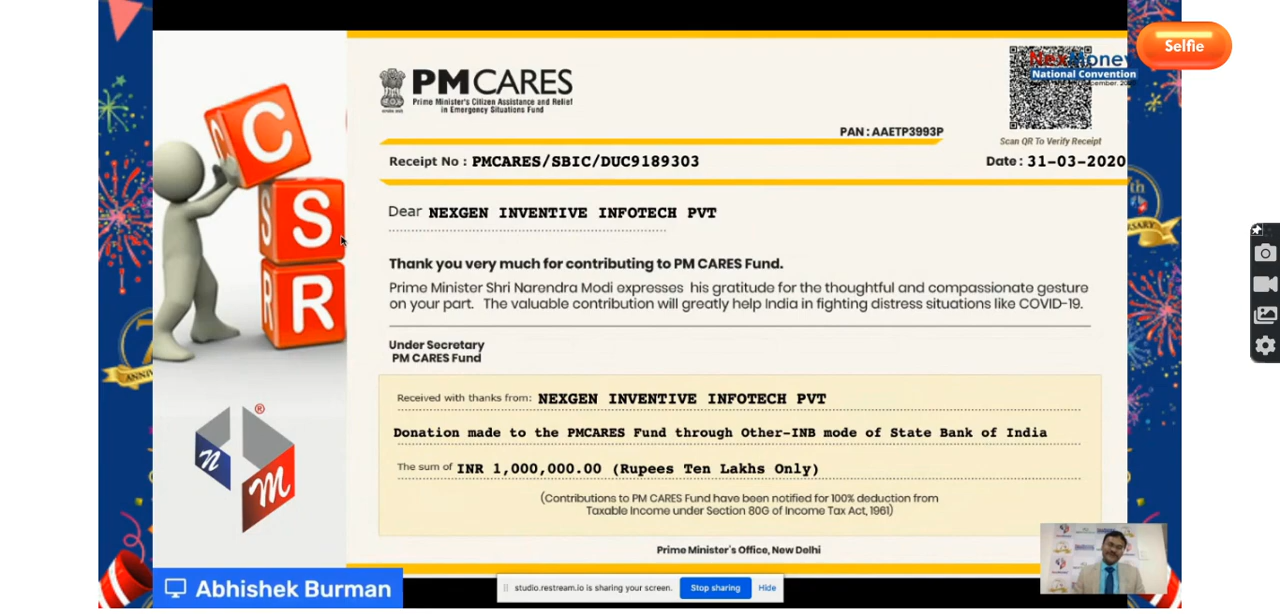 Selfie
NexMoney
National Convention
PMCARES
Prime Minister's Citizen Assistance and Relief
in Emergency Situations Fund
PAN : AAETP3993P
Scan QR To Verify Receipt
Receipt No : PMCARES/SBIC/DUC9189303
Date : 31-03-2020
C
S
S
R
R
Dear NEXGEN INVENTIVE INFOTECH PVT
Thank you very much for contributing to PM CARES Fund.
Prime Minister Shri Narendra Modi expresses his gratitude for the thoughtful and compassionate gesture
on your part. The valuable contribution will greatly help India in fighting distress situations like COVID-19.
Under Secretary
PM CARES Fund
Received with thanks from: NEXGEN INVENTIVE INFOTECH PVT
Donation made to the PMCARES Fund through Other-INB mode of State Bank of India
The sum of INR 1,000,000.00 (Rupees Ten Lakhs Only)
(Contributions to PM CARES Fund have been notified for 100% deduction from
Taxable Income under Section 80G of Income Tax Act, 1961)
Prime Minister's Office, New Delhi
n m ®
Abhishek Burman
studio.restream.io is sharing your screen. Stop sharing Hide